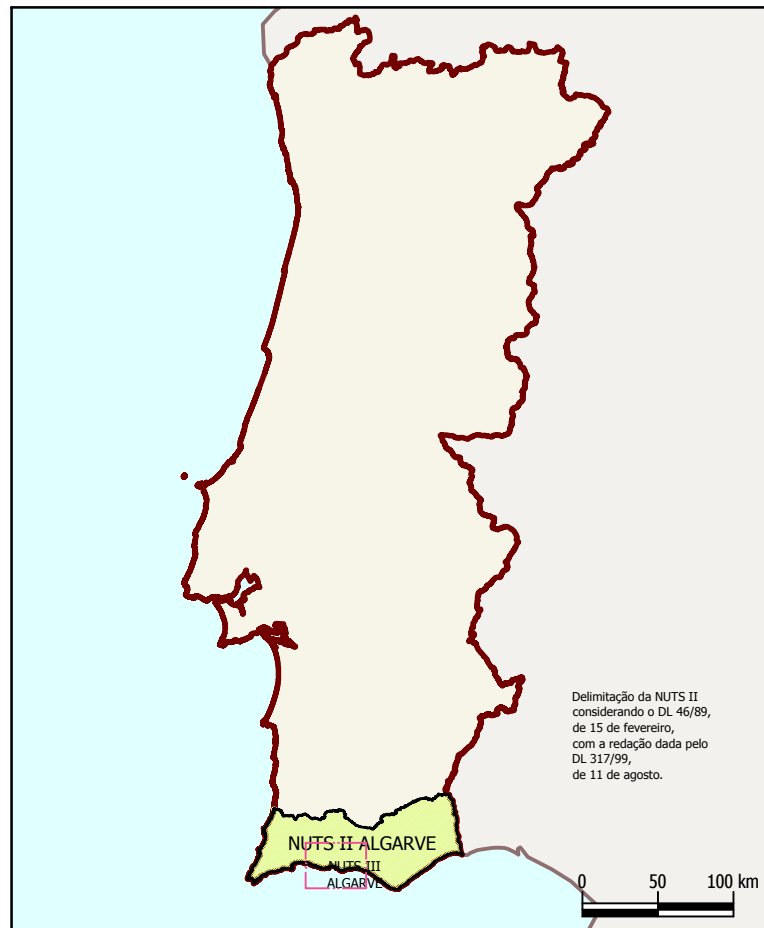 Delimitação da NUTS II
considerando o DL 46/89,
de 15 de fevereiro,
com a redação dada pelo
DL 317/99,
de 11 de agosto.
NUTS II ALGARVE
NUTS III
ALGARVE
0 50 100 km